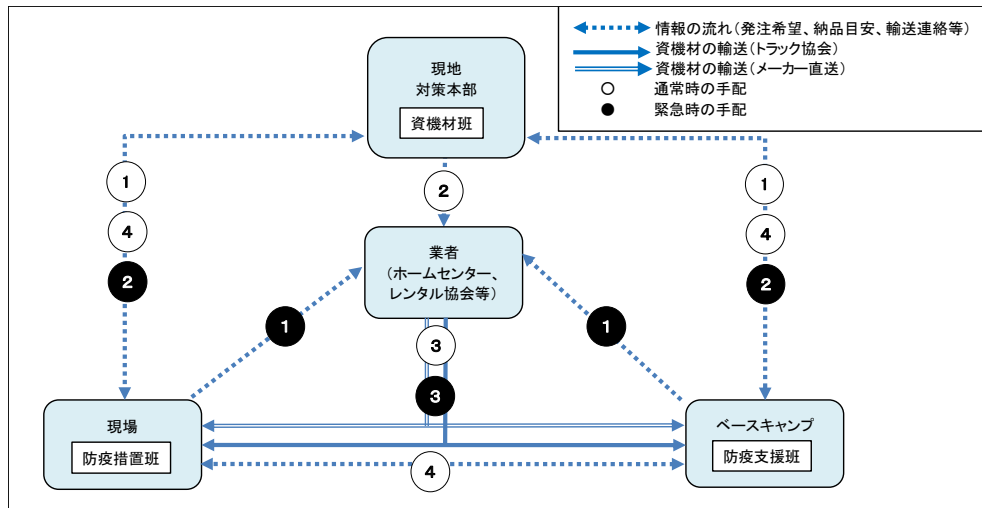 情報の流れ(発注希望、納品目安、輸送連絡等)
資機材の輸送(トラック協会)
資機材の輸送(メーカー直送)
通常時の手配
緊急時の手配
現地
対策本部
資機材班
1
4
2
2
1
4
2
業者
(ホームセンター、
レンタル協会等)
1
1
3
3
現場
防疫措置班
ベースキャンプ
防疫支援班
4